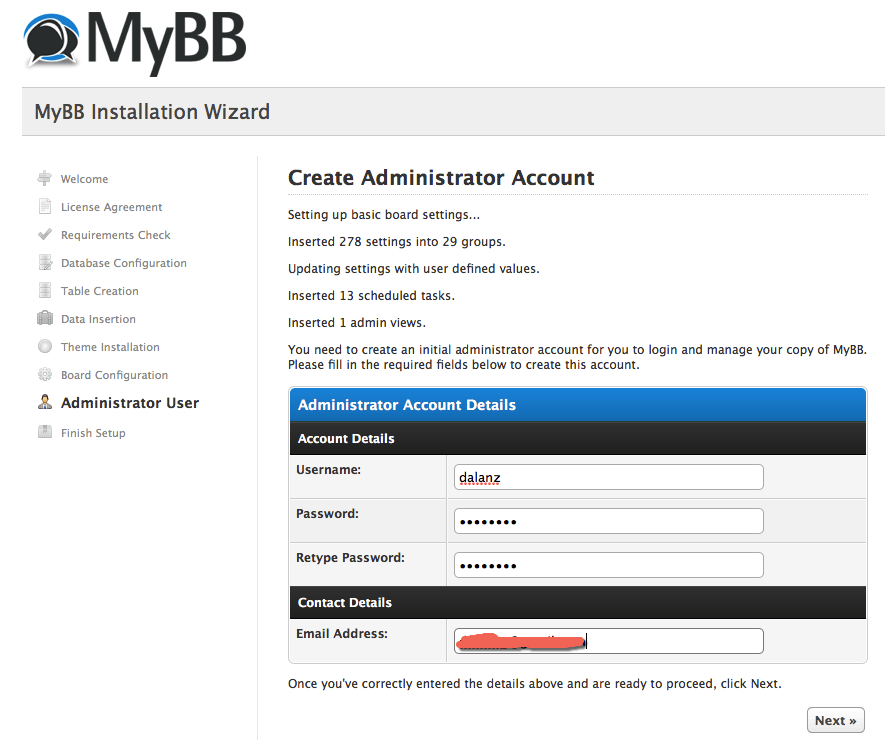 MyBB
MyBB Installation Wizard
Welcome
License Agreement
Requirements Check
Database Configuration
Table Creation
Data Insertion
Theme Installation
Board Configuration
Administrator User
Finish Setup
Create Administrator Account
Setting up basic board settings...
Inserted 278 settings into 29 groups.
Updating settings with user defined values.
Inserted 13 scheduled tasks.
Inserted 1 admin views.
You need to create an initial administrator account for you to login and manage your copy of MyBB.
Please fill in the required fields below to create this account.
Administrator Account Details
Account Details
Username:
dalanz
Password:
••••••••
Retype Password:
••••••••
Contact Details
Email Address:
Once you've correctly entered the details above and are ready to proceed, click Next.
Next »